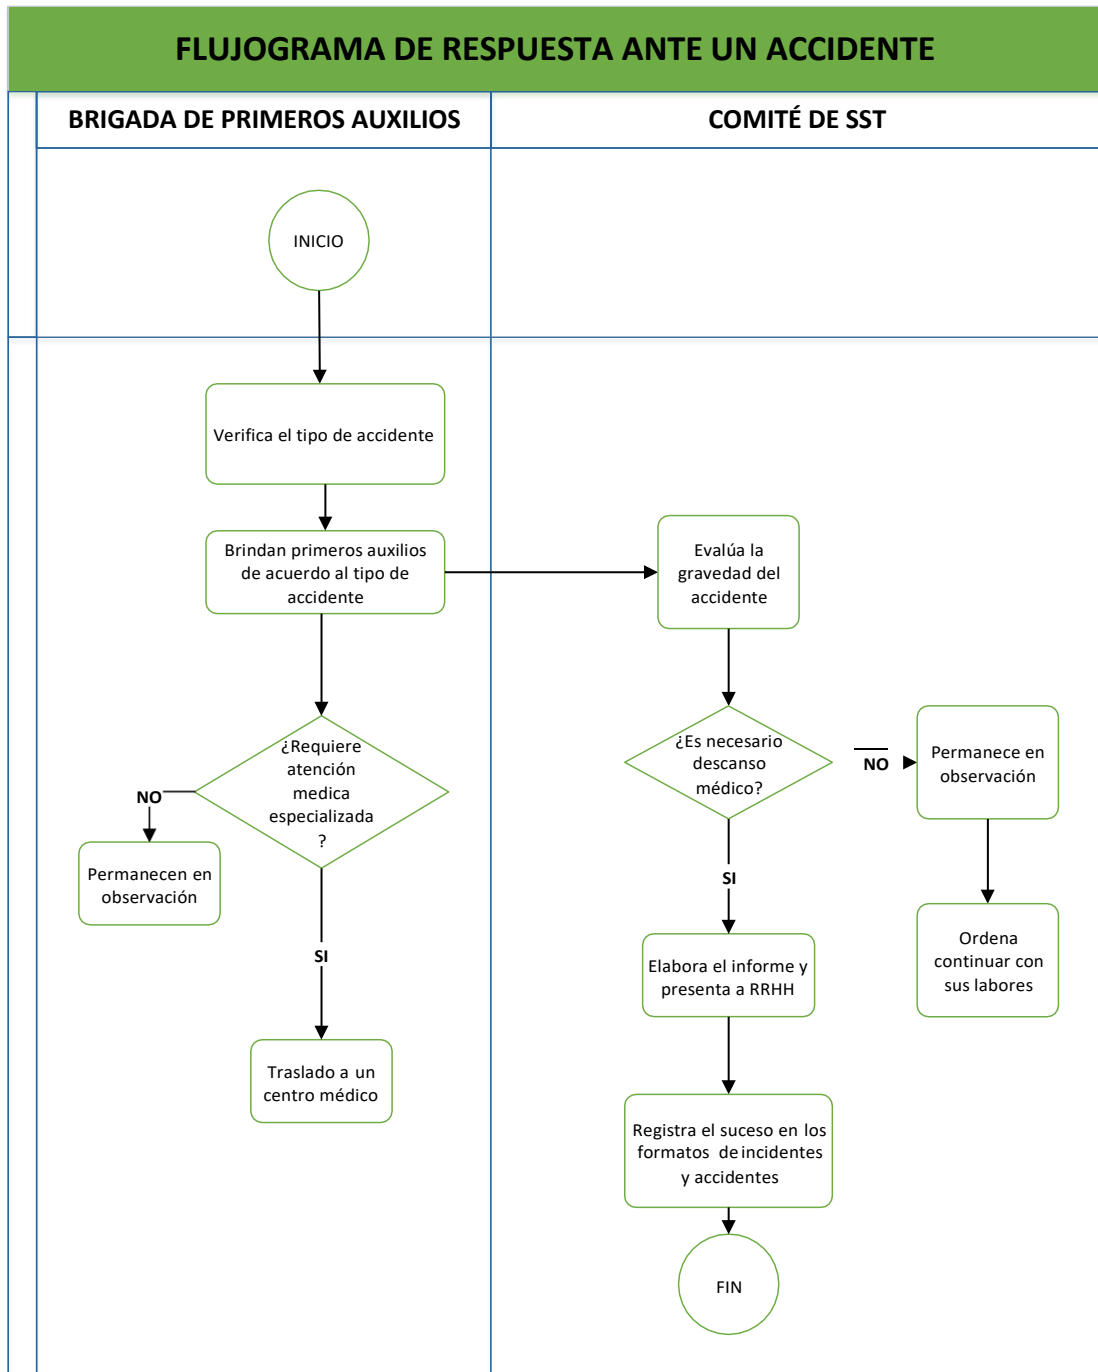 FLUJOGRAMA DE RESPUESTA ANTE UN ACCIDENTE
BRIGADA DE PRIMEROS AUXILIOS
COMITÉ DE SST
INICIO
Verifica el tipo de accidente
Brindan primeros auxilios
de acuerdo al tipo de
accidente
Evalúa la
gravedad del
accidente
¿Requiere
atención
medica
especializada
?
NO
Permanecen en
observación
SI
Traslado a un
centro médico
¿Es necesario
descanso
médico?
NO
Permanece en
observación
Ordena
continuar con
sus labores
SI
Elabora el informe y
presenta a RRHH
Registra el suceso en los
formatos de incidentes
y accidentes
FIN